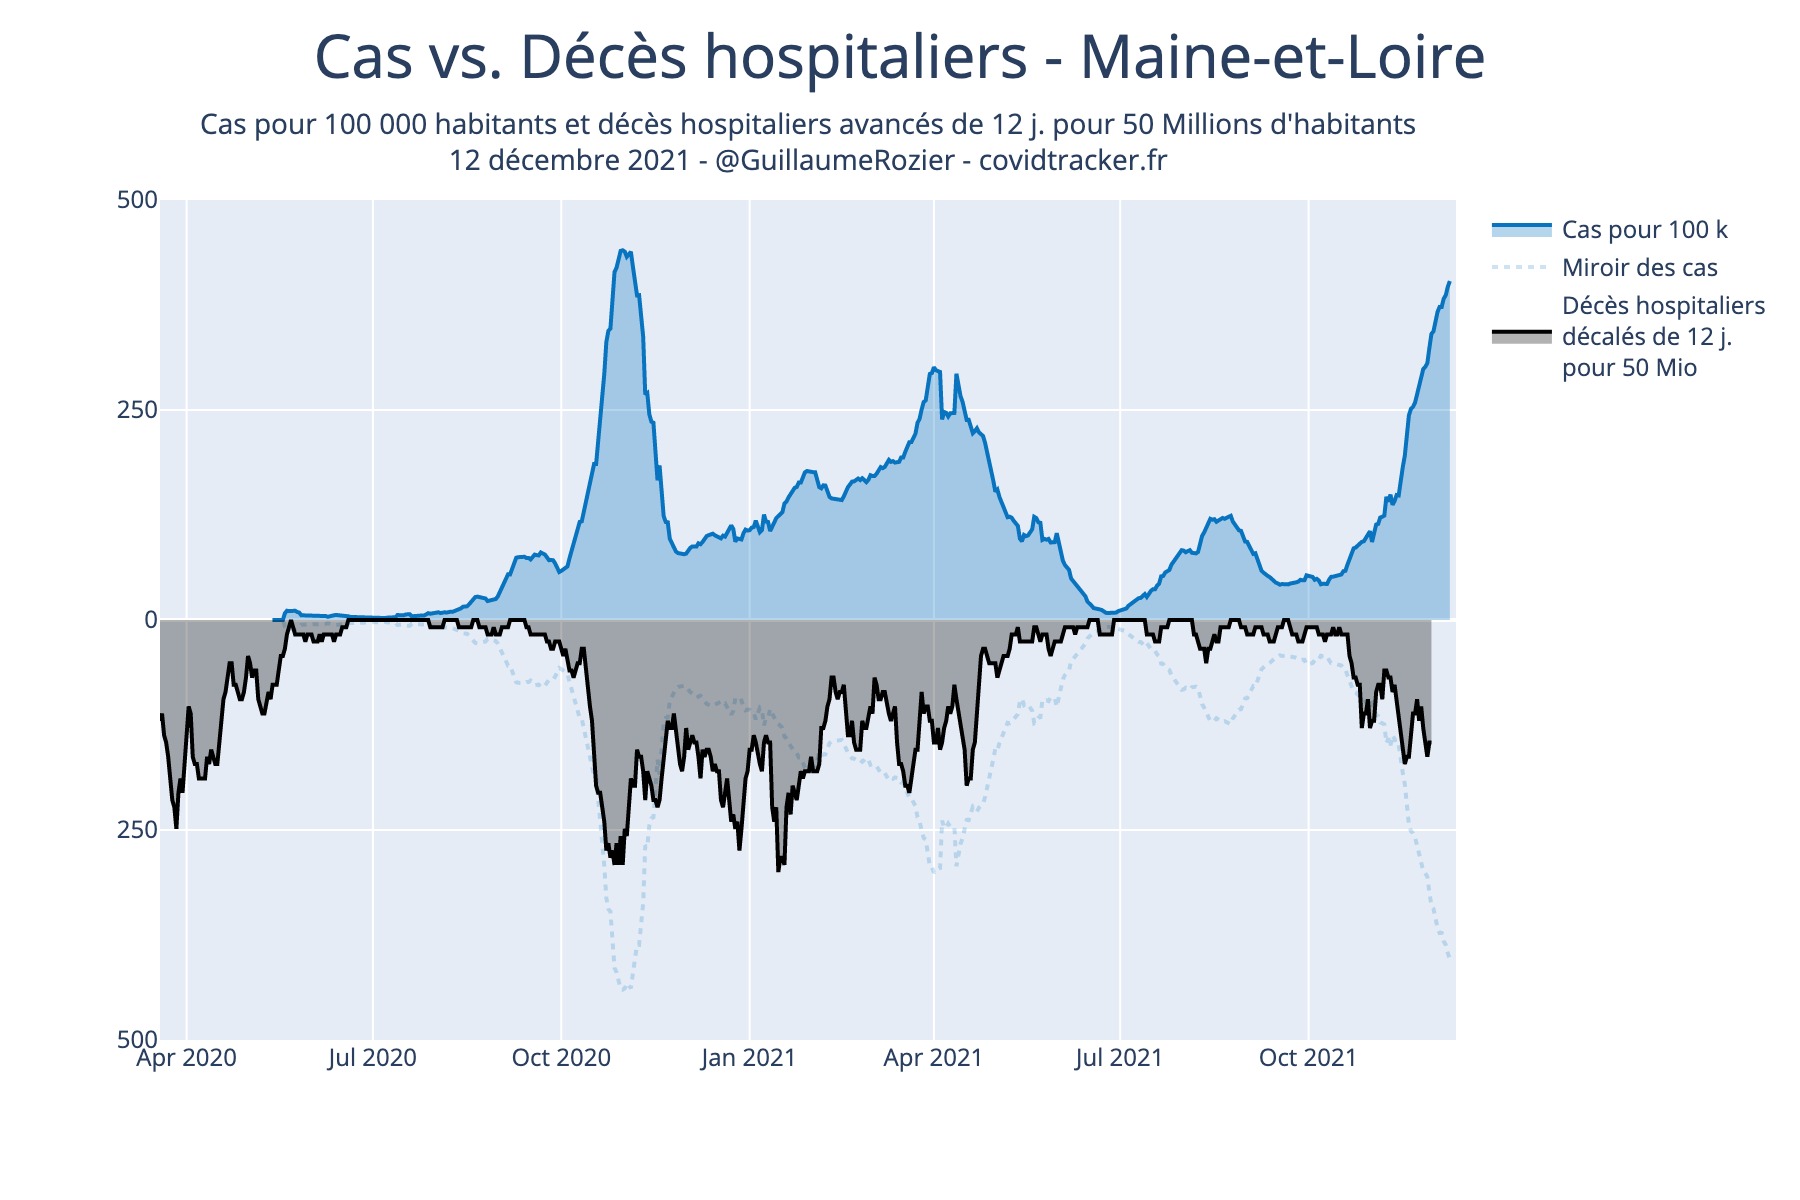 Cas vs. Décès hospitaliers - Maine-et-Loire
Cas pour 100 000 habitants et décès hospitaliers avancés de 12 j. pour 50 Millions d'habitants
12 décembre 2021 - @GuillaumeRozier - covidtracker.fr
500
250
0
250
500
Apr 2020
Jul 2020
Oct 2020
Jan 2021
Apr 2021
Jul 2021
Oct 2021
Cas pour 100 k
Miroir des cas
Décès hospitaliers
décalés de 12 j.
pour 50 Mio